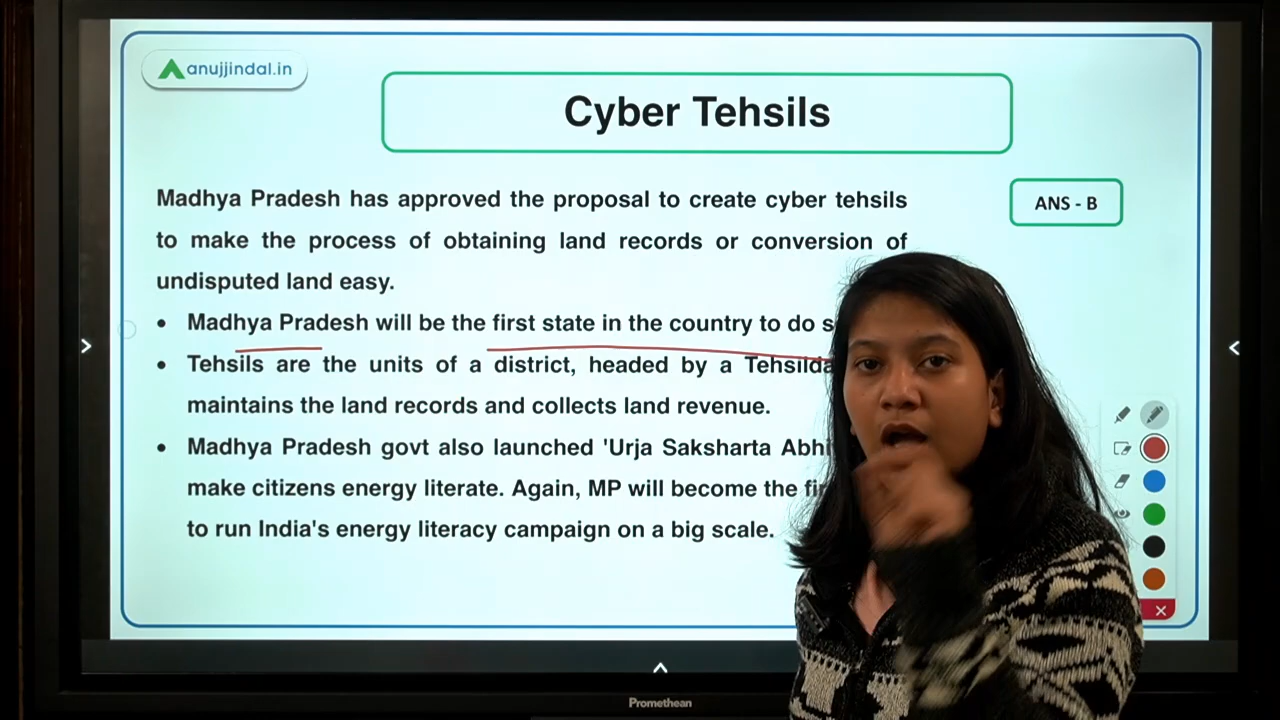 anujjindal.in
Cyber Tehsils
Madhya Pradesh has approved the proposal to create cyber tehsils
ANS - B
to make the process of obtaining land records or conversion of
undisputed land easy.
• Madhya Pradesh will be the first state in the country to do
• Tehsils are the units of a district, headed by a
maintains the land records and collects land revenue.
• Madhya Pradesh govt also launched 'Urja Saksharta
make citizens energy literate. Again, MP will become the
to run India's energy literacy campaign on a big scale.
Promethean